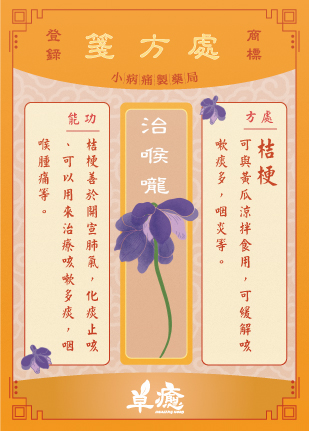 商標
處方箋
登錄
小病痛製藥局
處方
桔梗
可與黃瓜涼拌食用，可緩解咳
嗽痰多，咽炎等。
治喉嚨
功能
桔梗善於開宣肺氣，化痰止咳
、可以用來治療咳嗽多痰，咽
喉腫痛等。
草癒